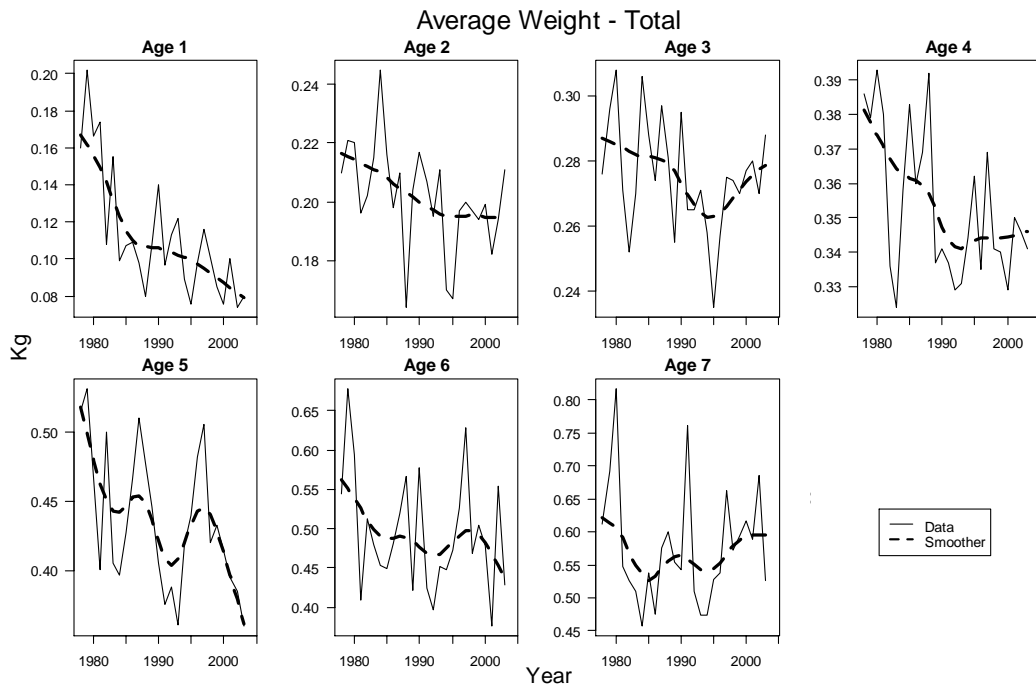 Average Weight - Total
Age 1
Age 2
Age 3
Age 4
0.20
0.18
0.16
0.14
0.12
0.10
0.08
0.24
0.22
0.20
0.18
0.30
0.28
0.26
0.24
0.39
0.38
0.37
0.36
0.35
0.34
0.33
1980 1990 2000
1980 1990 2000
1980 1990 2000
1980 1990 2000
Kg
Age 5
Age 6
Age 7
0.50
0.45
0.40
0.65
0.60
0.55
0.50
0.45
0.40
0.80
0.75
0.70
0.65
0.60
0.55
0.50
0.45
Data
Smoother
1980 1990 2000
1980 1990 2000
1980 1990 2000
Year